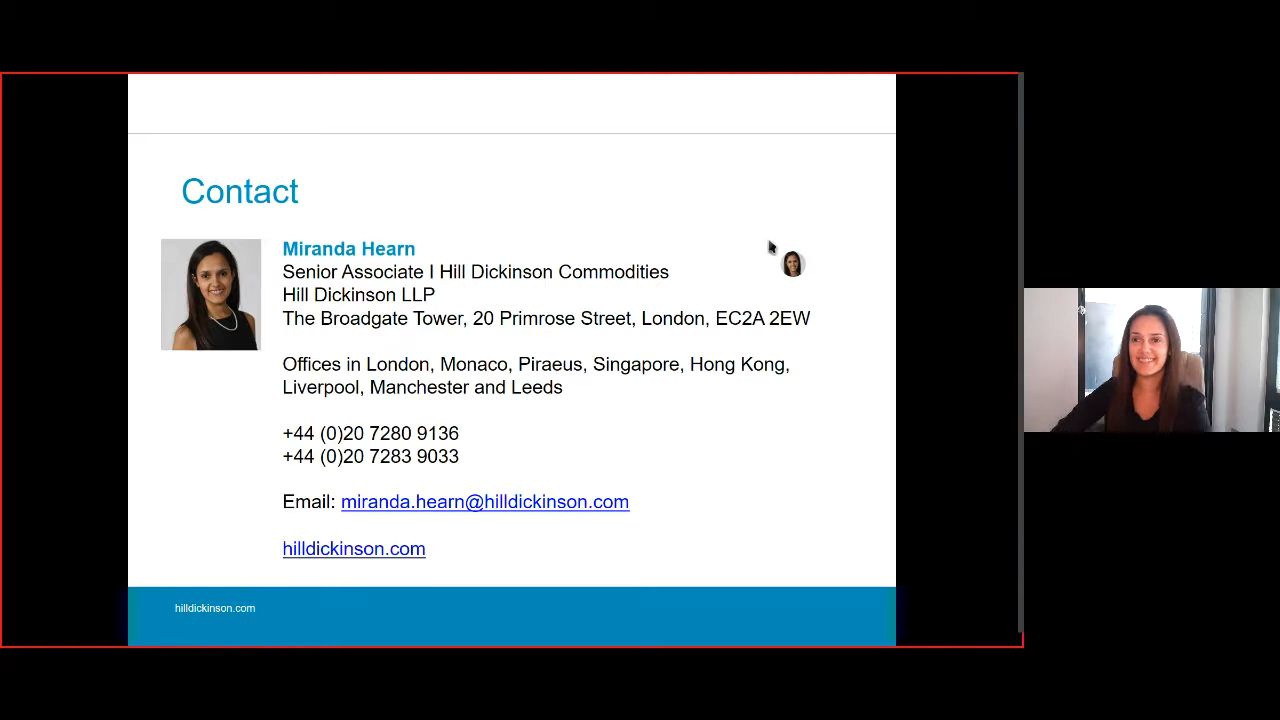 Contact
Miranda Hearn
Senior Associate I Hill Dickinson Commodities
Hill Dickinson LLP
The Broadgate Tower, 20 Primrose Street, London, EC2A 2EW
Offices in London, Monaco, Piraeus, Singapore, Hong Kong,
Liverpool, Manchester and Leeds
+44 (0)20 7280 9136
+44 (0)20 7283 9033
Email: miranda.hearn@hilldickinson.com
hilldickinson.com
hilldickinson.com